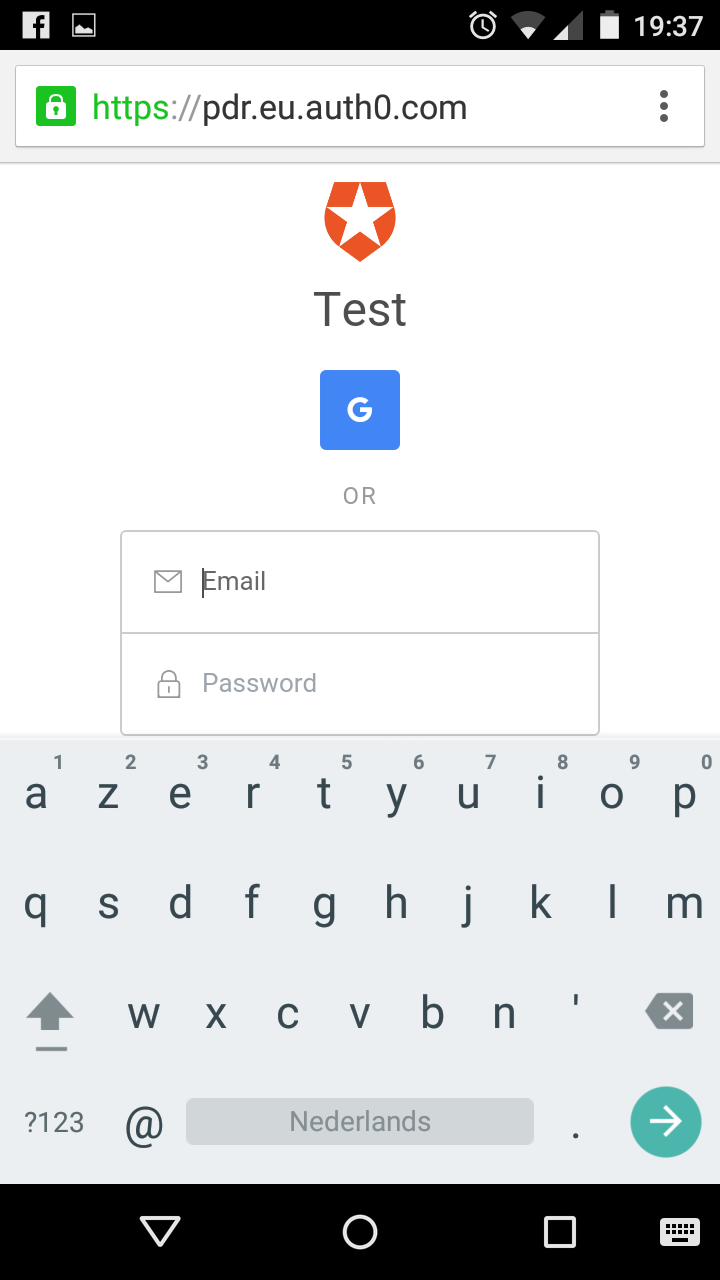 19:37
https://pdr.eu.auth0.com
Test
G
OR
Email
Password
1 2 3 4 5 6 7 8 9 0
a z e r t y u i o p
q s d f g h j k l m
w x c v b n '
?123 @ Nederlands .